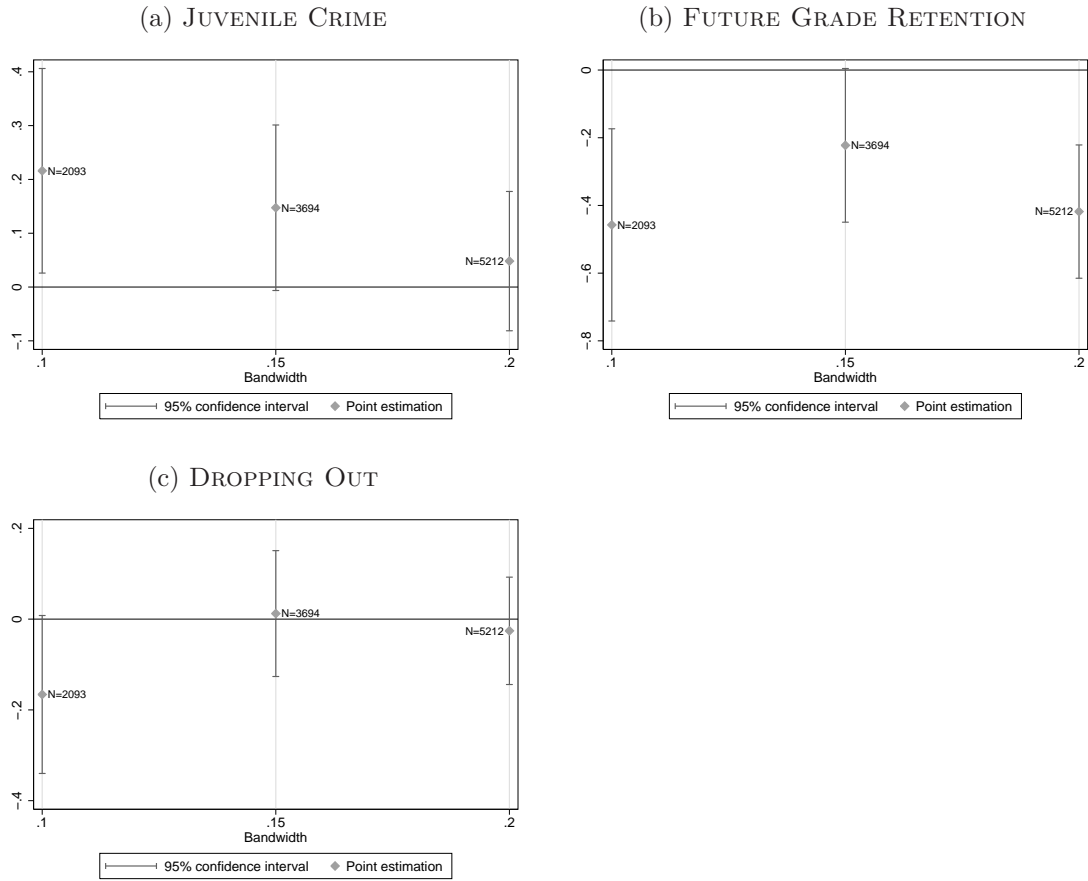 (a) JUVENILE CRIME
.4
.3
.2
.1
0
-.1
N=2093
N=3694
N=5212
.1 .15 .2
Bandwidth
95% confidence interval Point estimation
(b) FUTURE GRADE RETENTION
0
-.2
-.4
-.6
-.8
N=2093
N=3694
N=5212
.1 .15 .2
Bandwidth
95% confidence interval Point estimation
(c) DROPPING OUT
.2
0
-.2
-.4
N=2093
N=3694
N=5212
.1 .15 .2
Bandwidth
95% confidence interval Point estimation